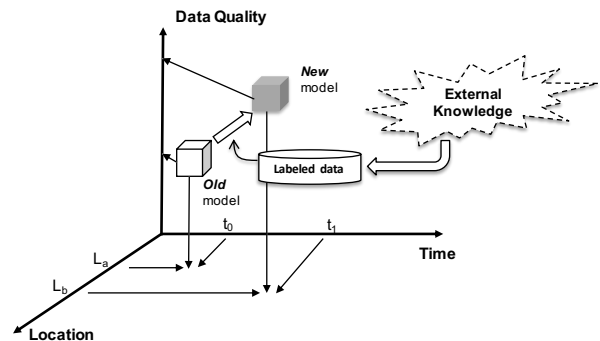 Data Quality
New
model
External
Knowledge
Labeled data
Old
model
t0
t1
Time
La
Lb
Location